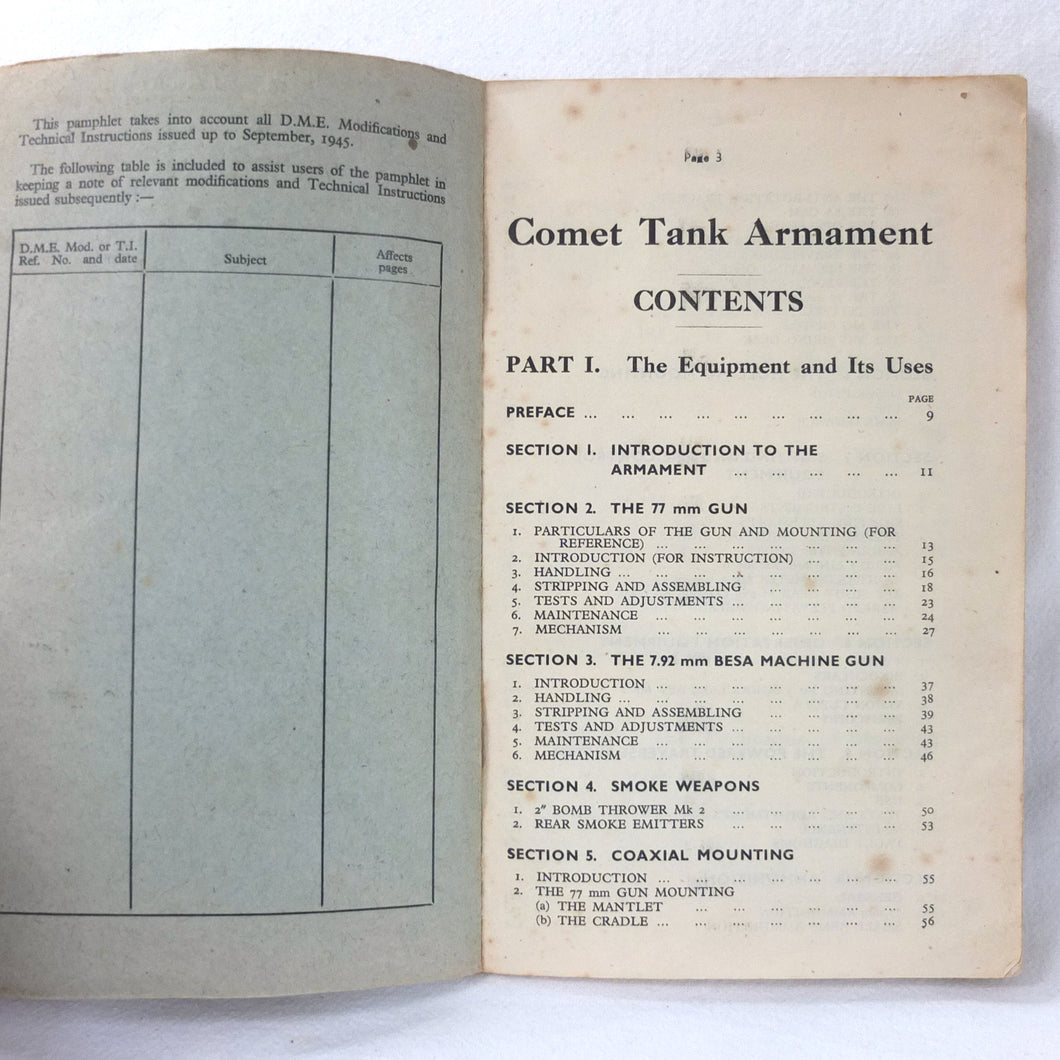 This pamphlet takes into account all D.M.E. Modifications and
Technical Instructions issued up to September, 1945.
The following table is included to assist users of the pamphlet in
keeping a note of relevant modifications and Technical Instructions
issued subsequently :—
D.M.E. Mod. or T.I.
Ref. No. and date
Subject
Affects
pages
Page 3
Comet Tank Armament
CONTENTS
PART I. The Equipment and Its Uses
PAGE
PREFACE ... ... ... ... ... ... ... ... ... 9
SECTION 1. INTRODUCTION TO THE
ARMAMENT ... ... ... ... ... 11
SECTION 2. THE 77 mm GUN
1. PARTICULARS OF THE GUN AND MOUNTING (FOR
REFERENCE) ... ... ... ... ... ... ... 13
2. INTRODUCTION (FOR INSTRUCTION) ... ... ... 15
3. HANDLING ... ... ... ... ... ... ... ... 16
4. STRIPPING AND ASSEMBLING ... ... ... ... 18
5. TESTS AND ADJUSTMENTS ... ... ... ... ... 23
6. MAINTENANCE ... ... ... ... ... ... ... 24
7. MECHANISM ... ... ... ... ... ... ... 27
SECTION 3. THE 7.92 mm BESA MACHINE GUN
1. INTRODUCTION ... ... ... ... ... ... ... 37
2. HANDLING ... ... ... ... ... ... ... ... 38
3. STRIPPING AND ASSEMBLING ... ... ... ... 39
4. TESTS AND ADJUSTMENTS ... ... ... ... ... 43
5. MAINTENANCE ... ... ... ... ... ... ... 43
6. MECHANISM ... ... ... ... ... ... ... 46
SECTION 4. SMOKE WEAPONS
1. 2" BOMB THROWER Mk 2 ... ... ... ... ... 50
2. REAR SMOKE EMITTERS ... ... ... ... ... 53
SECTION 5. COAXIAL MOUNTING
1. INTRODUCTION ... ... ... ... ... ... ... 55
2. THE 77 mm GUN MOUNTING
(a) THE MANTLET ... ... ... ... ... ... 55
(b) THE CRADLE ... ... ... ... ... ... ... 56